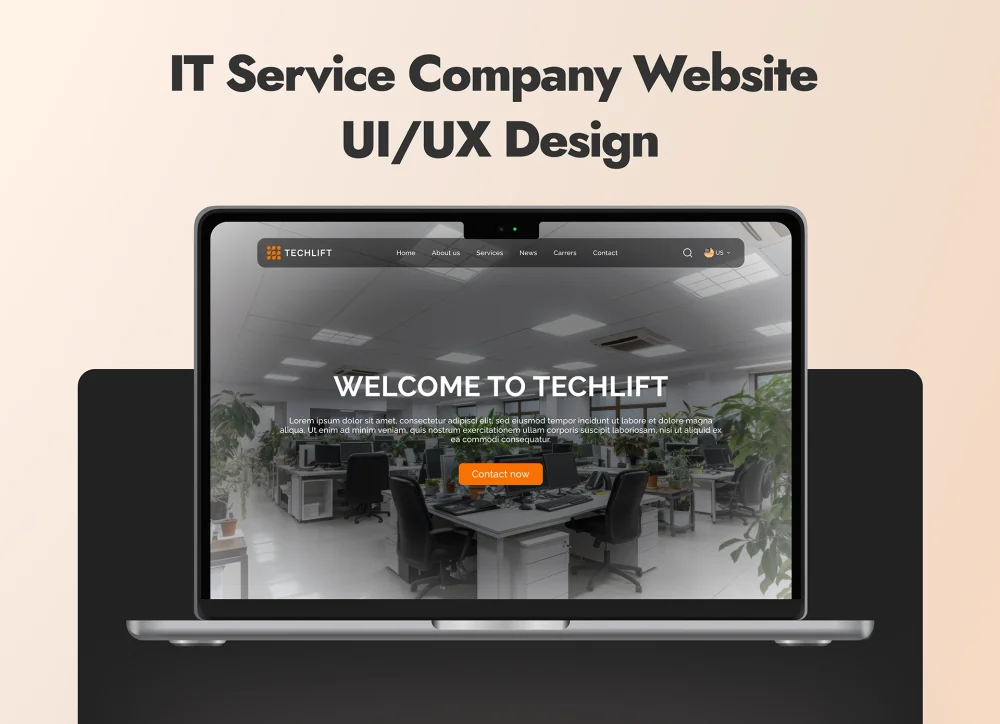 IT Service Company Website
UI/UX Design
TECHLIFT
Home About us Services News Carrers Contact
US
WELCOME TO TECHLIFT
Lorem ipsum dolor sit amet, consectetur adipisci elit, sed eiusmod tempor incidunt ut labore et dolore magna
aliqua. Ut enim ad minim veniam, quis nostrum exercitationem ullam corporis suscipit laboriosam, nisi ut aliquid ex
ea commodi consequatur.
Contact now